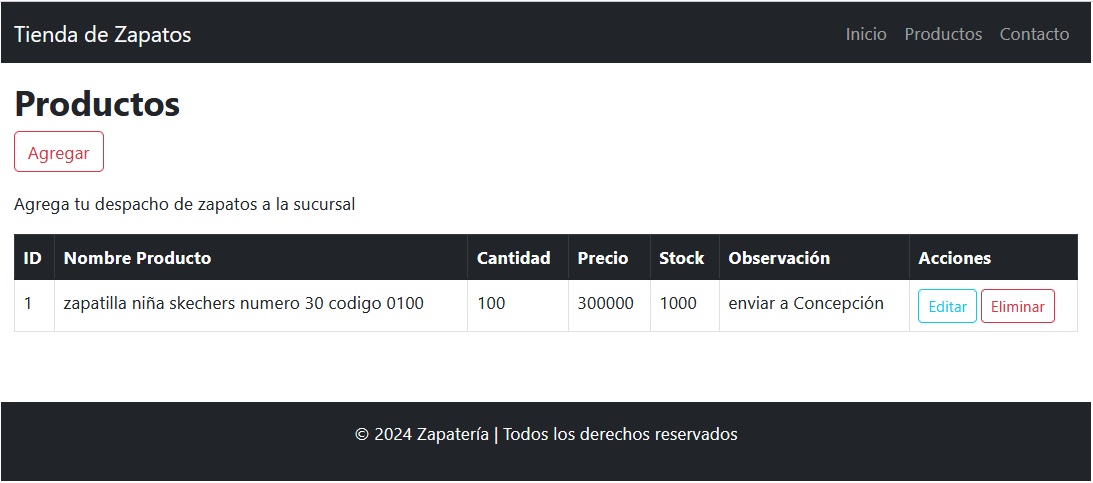 Tienda de Zapatos Inicio Productos Contacto
Productos
Agregar
Agrega tu despacho de zapatos a la sucursal
ID Nombre Producto Cantidad Precio Stock Observación Acciones
1 zapatilla niña skechers numero 30 codigo 0100 100 300000 1000 enviar a Concepción Editar Eliminar
© 2024 Zapatería | Todos los derechos reservados